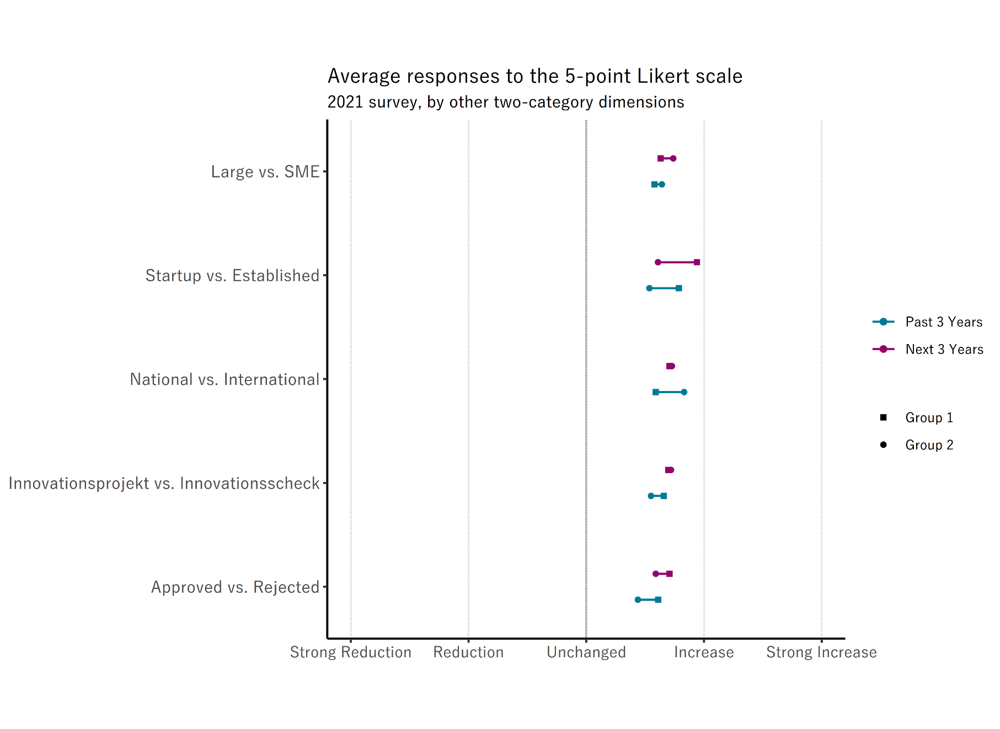 Average responses to the 5-point Likert scale
2021 survey, by other two-category dimensions
Large vs. SME
Startup vs. Established
National vs. International
Innovationsprojekt vs. Innovationsscheck
Approved vs. Rejected
Strong Reduction
Reduction
Unchanged
Increase
Strong Increase
Past 3 Years
Next 3 Years
Group 1
Group 2